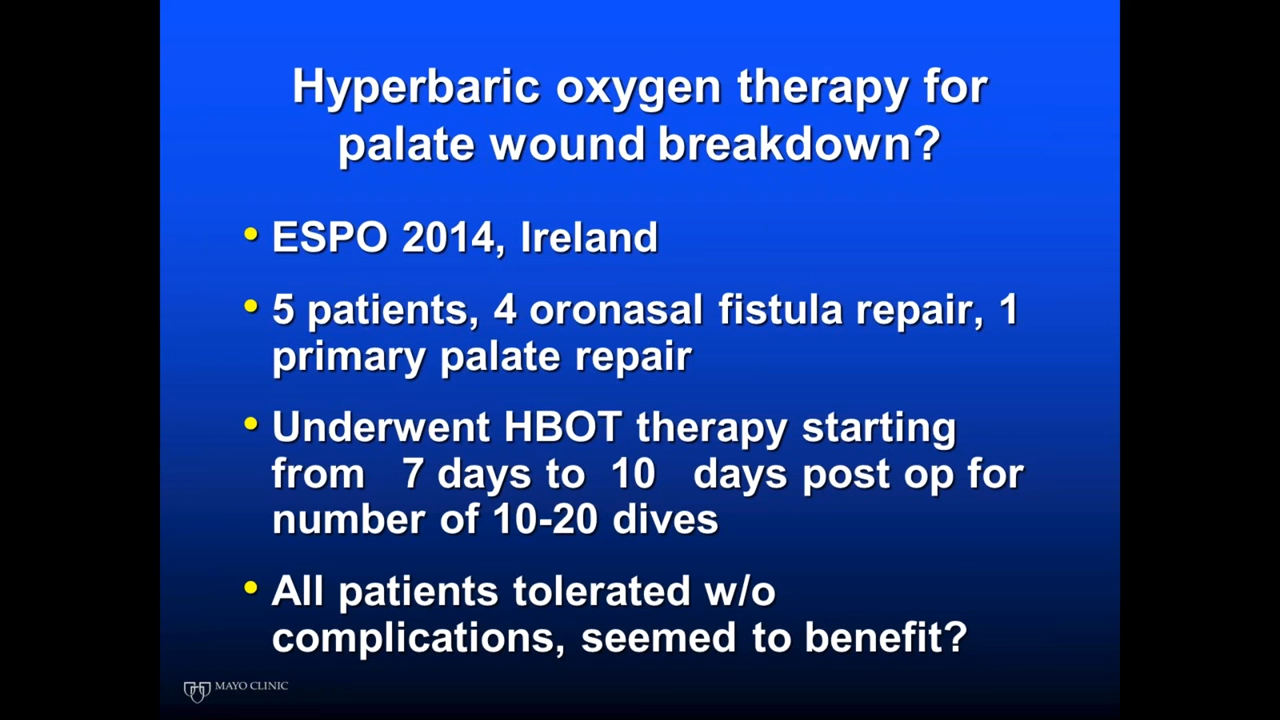 Hyperbaric oxygen therapy for
palate wound breakdown?
• ESPO 2014, Ireland
• 5 patients, 4 oronasal fistula repair, 1
primary palate repair
• Underwent HBOT therapy starting
from 7 days to 10 days post op for
number of 10-20 dives
• All patients tolerated w/o
complications, seemed to benefit?
MAYO CLINIC